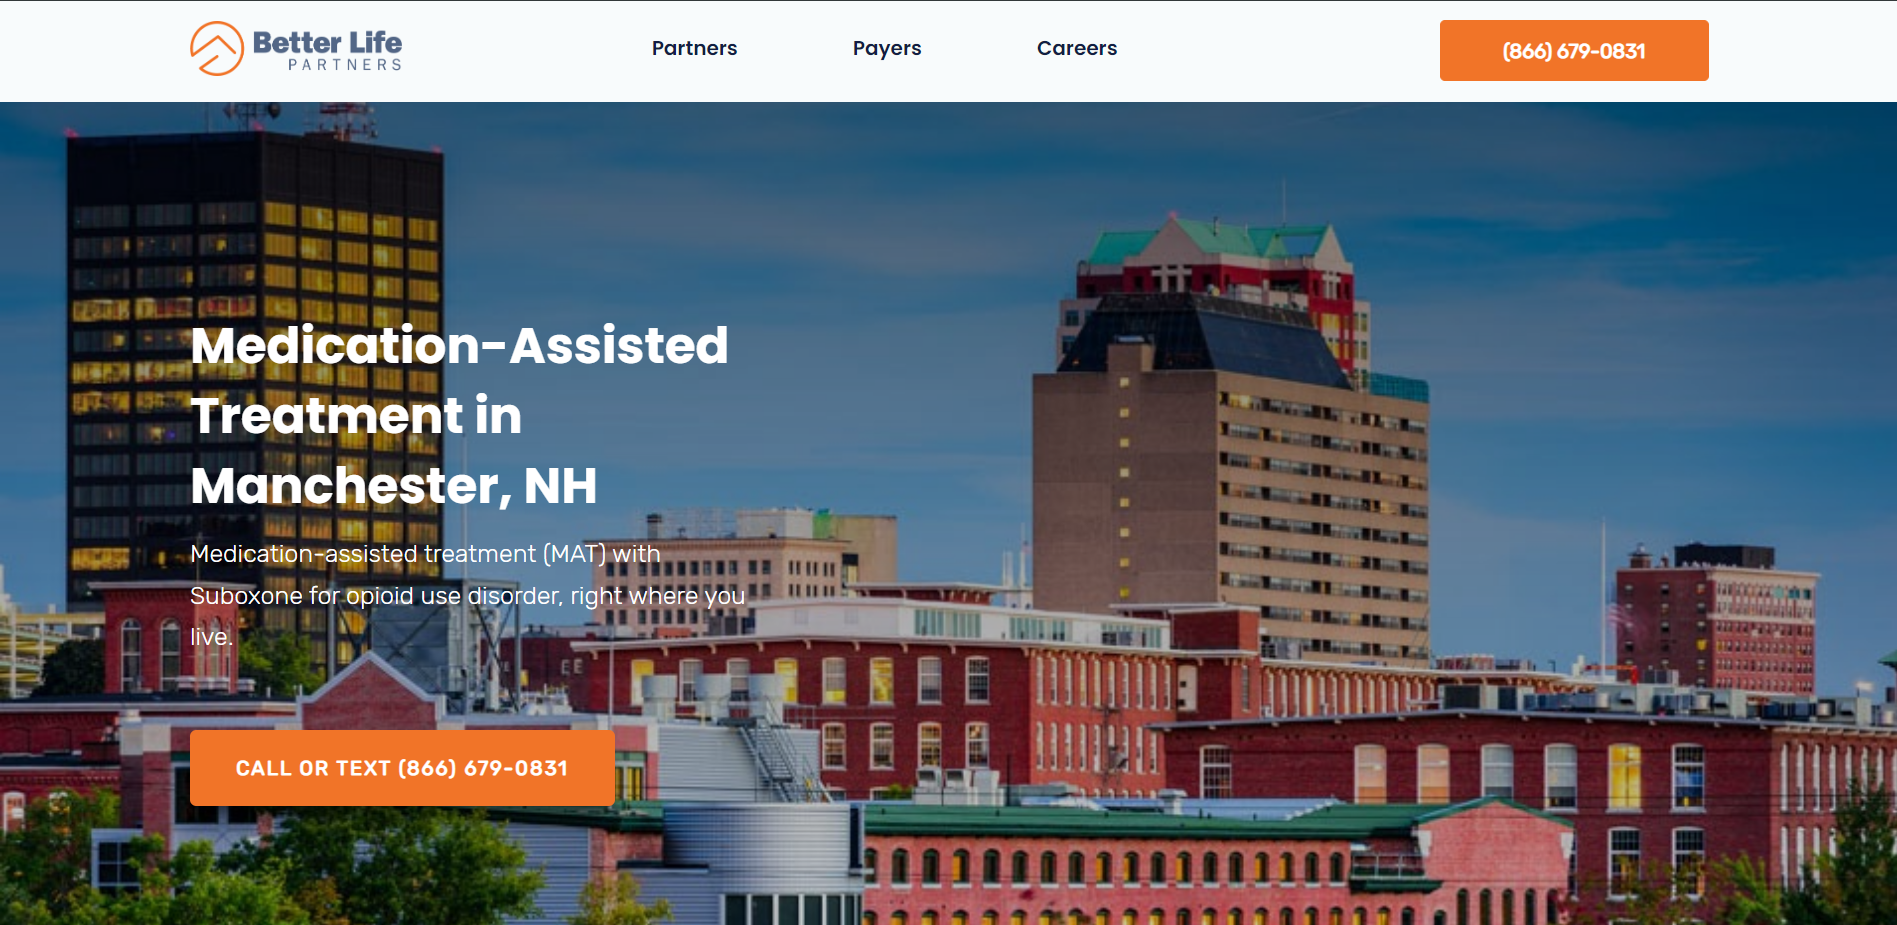 Better Life
PARTNERS
Partners
Payers
Careers
(866) 679-0831
Medication-Assisted
Treatment in
Manchester, NH
Medication-assisted treatment (MAT) with
Suboxone for opioid use disorder, right where you
live.
CALL OR TEXT (866) 679-0831